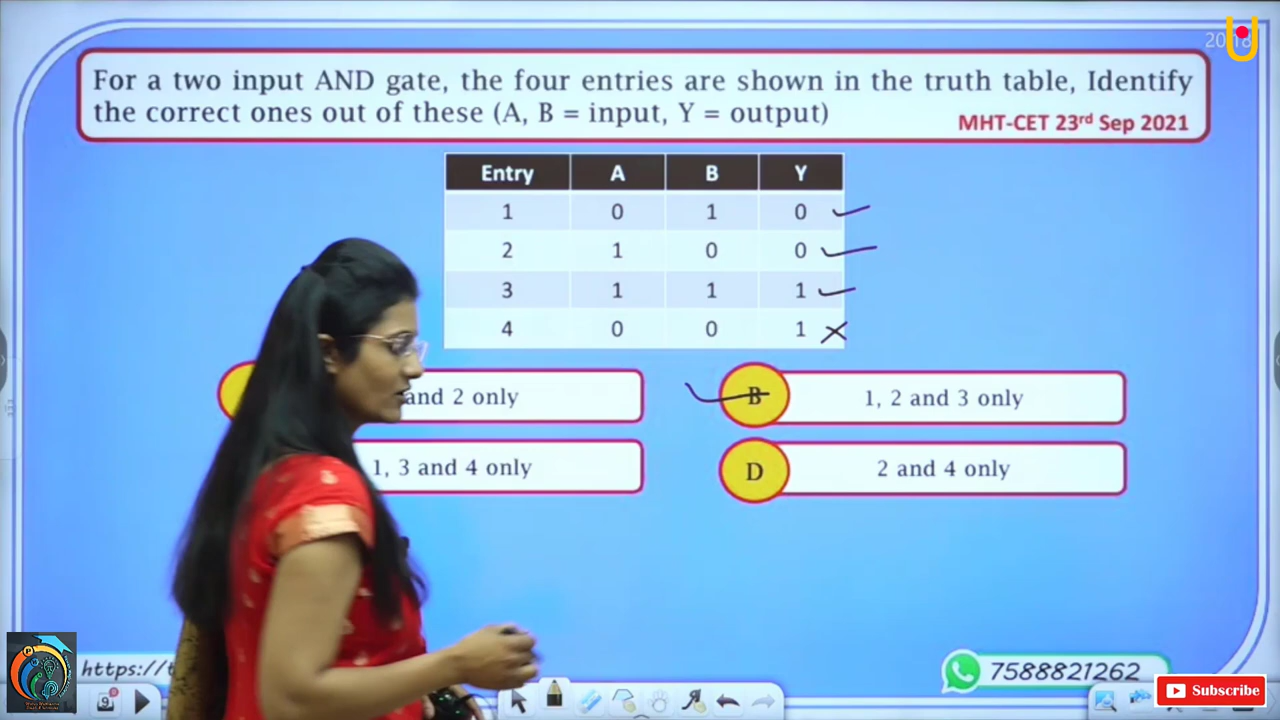 For a two input AND gate, the four entries are shown in the truth table, Identify
the correct ones out of these (A, B = input, Y = output)
MHT-CET 23rd Sep 2021
Entry A B Y
1 0 1 0
2 1 0 0
3 1 1 1
4 0 0 1
and 2 only
B 1, 2 and 3 only
1, 3 and 4 only
D 2 and 4 only
https://
7588821262
Subscribe